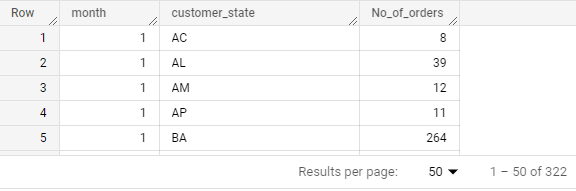 Row month customer_state No_of_orders
1 1 AC 8
2 1 AL 39
3 1 AM 12
4 1 AP 11
5 1 BA 264
Results per page: 50 1 – 50 of 322